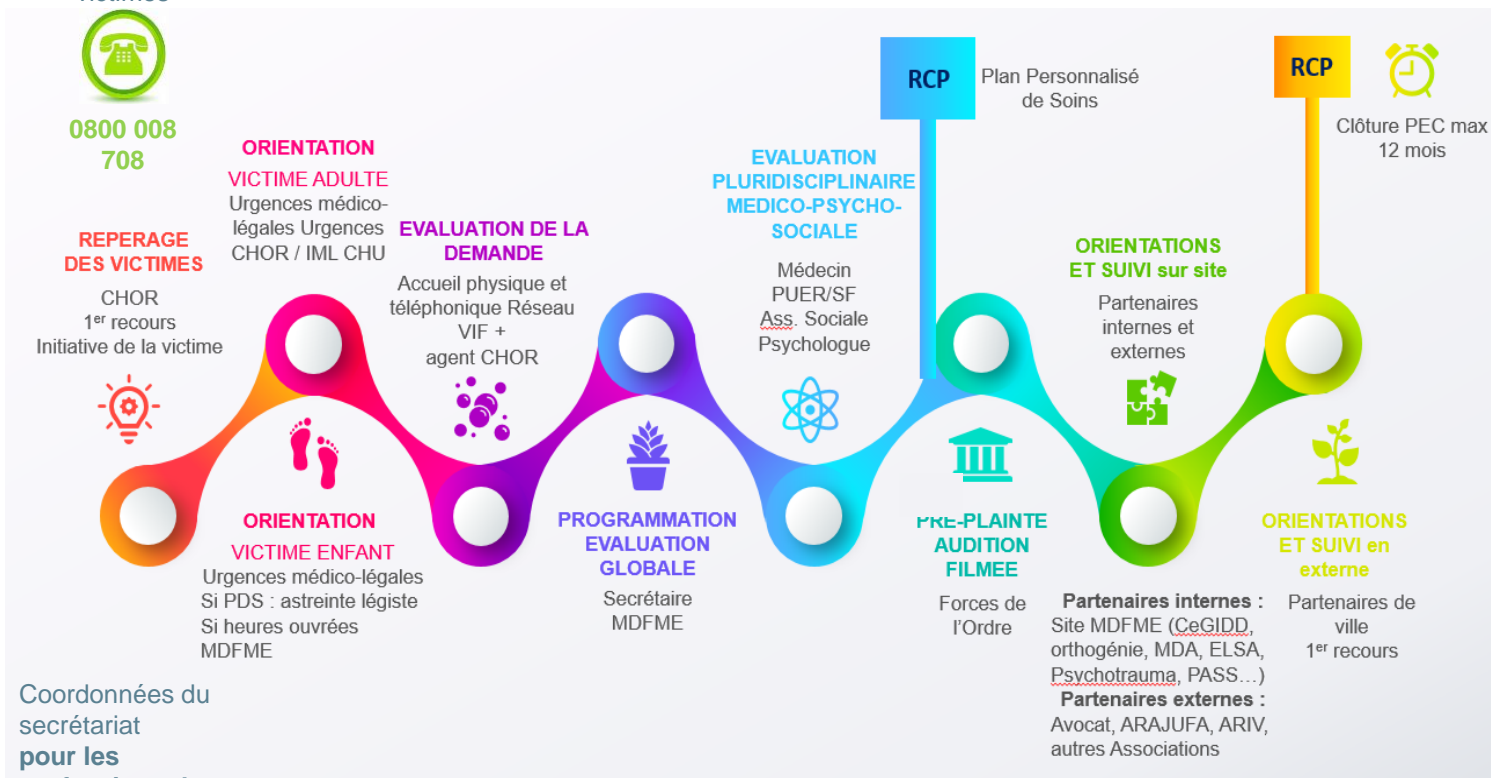 0800 008
708
REPERAGE
DES VICTIMES
CHOR
1er recours
Initiative de la victime
ORIENTATION
VICTIME ADULTE
Urgences médico-
légales Urgences
CHOR / IML CHU
ORIENTATION
VICTIME ENFANT
Urgences médico-légales
Si PDS : astreinte légiste
Si heures ouvrées
MDFME
EVALUATION DE LA
DEMANDE
Accueil physique et
téléphonique Réseau
VIF +
agent CHOR
PROGRAMMATION
EVALUATION
GLOBALE
Secrétaire
MDFME
EVALUATION
PLURIDISCIPLINAIRE
MEDICO-PSYCHO-
SOCIALE
Médecin
PUER/SF
Ass. Sociale
Psychologue
RCP
Plan Personnalisé
de Soins
PRE-PLAINTE
AUDITION
FILMEE
Forces de
l'Ordre
ORIENTATIONS
ET SUIVI sur site
Partenaires
internes et
externes
Partenaires internes :
Site MDFME (CeGIDD,
orthogénie, MDA, ELSA,
Psychotrauma, PASS…)
Partenaires externes :
Avocat, ARAJUFA, ARIV,
autres Associations
RCP
Clôture PEC max
12 mois
ORIENTATIONS
ET SUIVI en
externe
Partenaires de
ville
1er recours
Coordonnées du
secrétariat
pour les